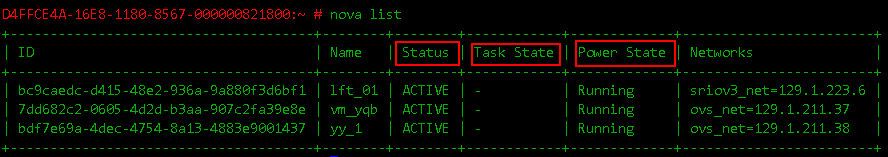 D4FFCE4A-16E8-1180-8567-000000821800:~ # nova list
+--------------------------------------+--------+--------+------------+-------------+-------------------------+
| ID | Name | Status | Task State | Power State | Networks |
+--------------------------------------+--------+--------+------------+-------------+-------------------------+
| bc9caedc-d415-48e2-936a-9a880f3d6bf1 | lft_01 | ACTIVE | - | Running | sriov3_net=129.1.223.6 |
| 7dd682c2-0605-4d2d-b3aa-907c2fa39e8e | vm_yqb | ACTIVE | - | Running | ovs_net=129.1.211.37 |
| bdf7e69a-4dec-4754-8a13-4883e9001437 | yy_1 | ACTIVE | - | Running | ovs_net=129.1.211.38 |
+--------------------------------------+--------+--------+------------+-------------+-------------------------+